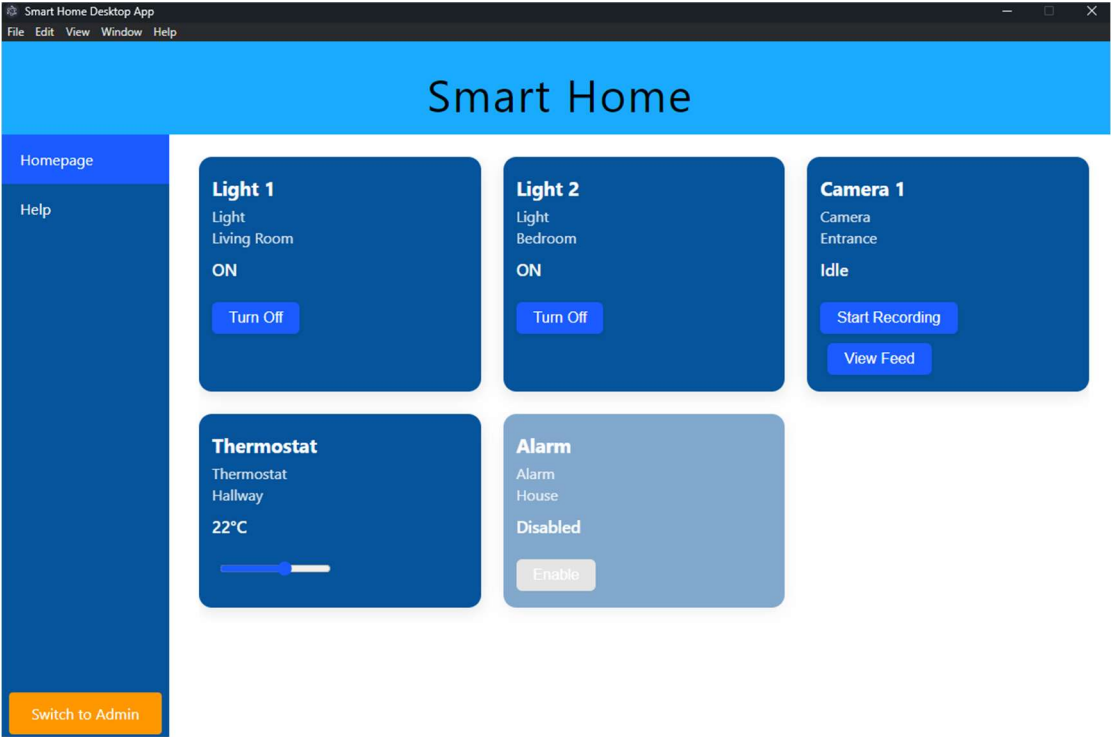 Smart Home Desktop App
File Edit View Window Help
Smart Home
Homepage
Help
Switch to Admin
Light 1
Light
Living Room
ON
Turn Off
Light 2
Light
Bedroom
ON
Turn Off
Camera 1
Camera
Entrance
Idle
Start Recording
View Feed
Thermostat
Thermostat
Hallway
22°C
Alarm
Alarm
House
Disabled
Enable